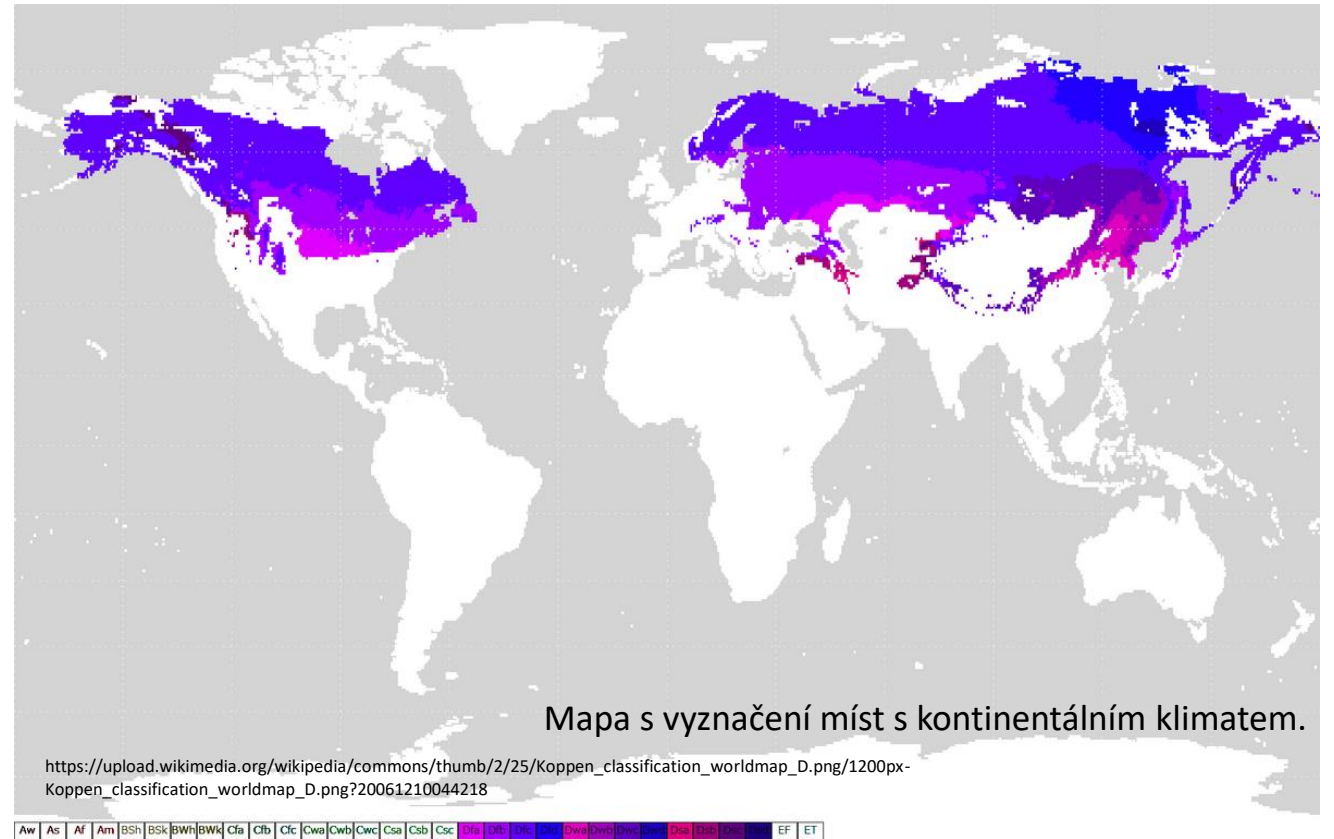 Mapa s vyznačení míst s kontinentálním klimatem.
https://upload.wikimedia.org/wikipedia/commons/thumb/2/25/Koppen_classification_worldmap_D.png/1200px-
Koppen_classification_worldmap_D.png?20061210044218
Aw As Af Am BSh BSk BWh BWk Cfa Cfb Cfc Cwa Cwb Cwc Csa Csb Csc Dfa Dfb Dfc Dfd Dwa Dwb Dwc Dwd Dsa Dsb Dsc Dsd EF ET